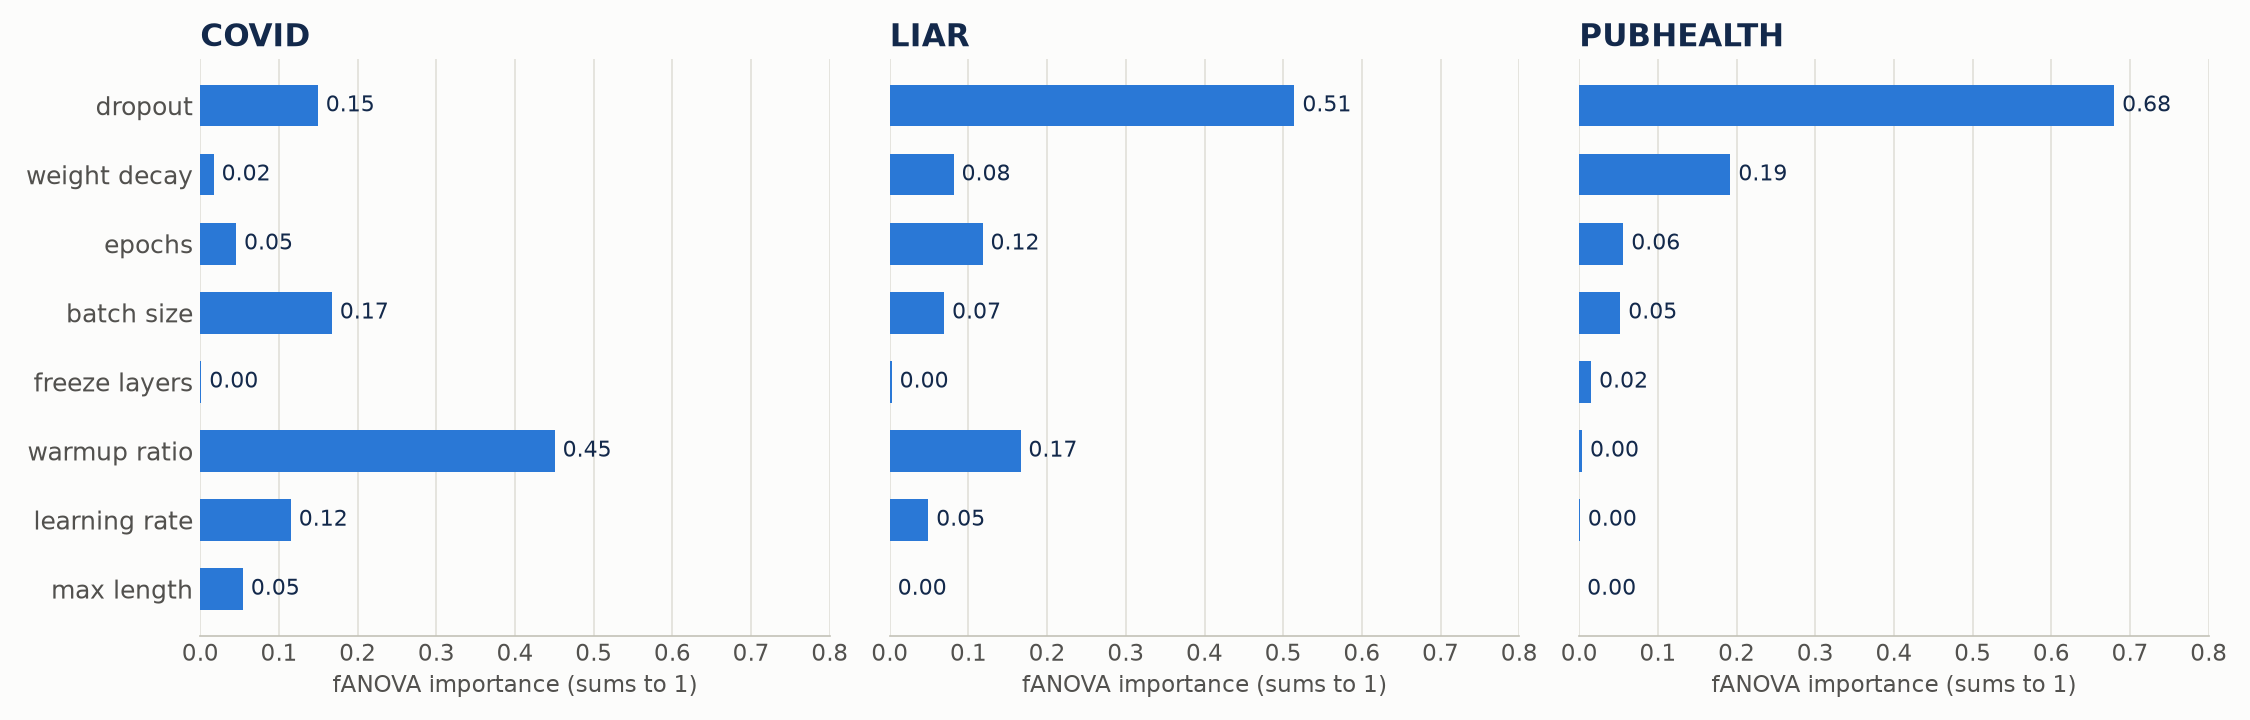 COVID
LIAR
PUBHEALTH
dropout 0.15 0.51 0.68
weight decay 0.02 0.08 0.19
epochs 0.05 0.12 0.06
batch size 0.17 0.07 0.05
freeze layers 0.00 0.00 0.02
warmup ratio 0.45 0.17 0.00
learning rate 0.12 0.05 0.00
max length 0.05 0.00 0.00
0.0 0.1 0.2 0.3 0.4 0.5 0.6 0.7 0.8
0.0 0.1 0.2 0.3 0.4 0.5 0.6 0.7 0.8
0.0 0.1 0.2 0.3 0.4 0.5 0.6 0.7 0.8
fANOVA importance (sums to 1)
fANOVA importance (sums to 1)
fANOVA importance (sums to 1)